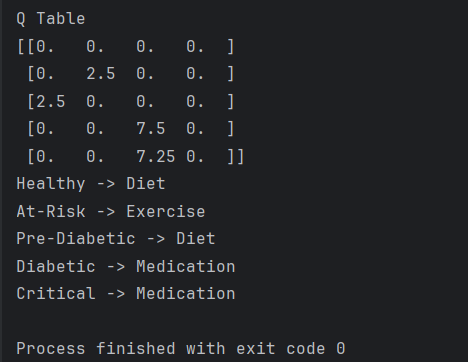 Q Table
[[0.   0.   0.   0.  ]
 [0.   2.5  0.   0.  ]
 [2.5  0.   0.   0.  ]
 [0.   0.   7.5  0.  ]
 [0.   0.   7.25 0.  ]]
Healthy -> Diet
At-Risk -> Exercise
Pre-Diabetic -> Diet
Diabetic -> Medication
Critical -> Medication
Process finished with exit code 0